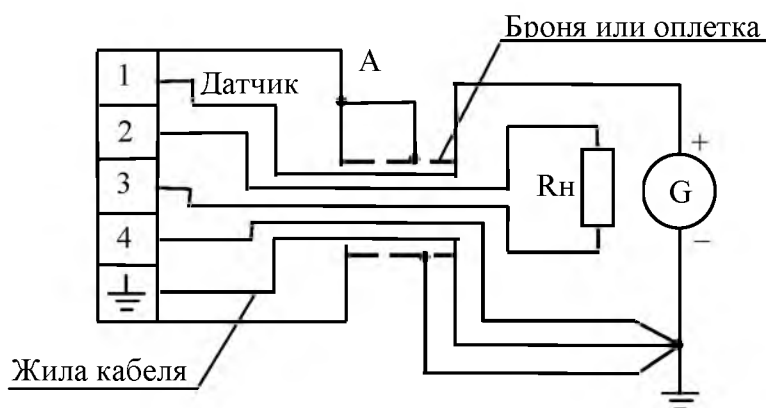 Броня или оплетка
А
1
Датчик
2
+
3
Rн
G
4
−
Жила кабеля